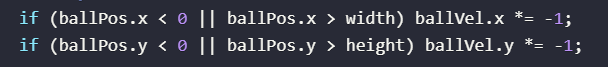 if (ballPos.x < 0 || ballPos.x > width) ballVel.x *= -1;
if (ballPos.y < 0 || ballPos.y > height) ballVel.y *= -1;